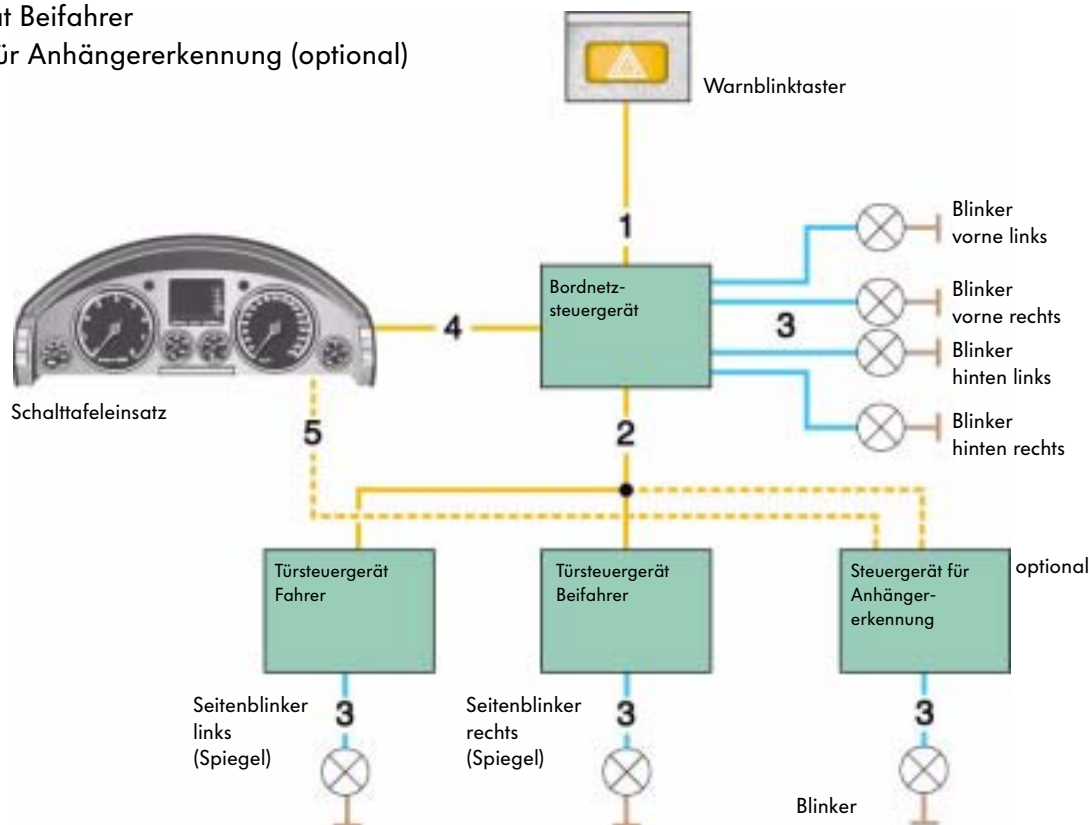 ät Beifahrer
ür Anhängererkennung (optional)
Warnblinktaster
1
Blinker
vorne links
Bordnetz-
steuergerät
Blinker
vorne rechts
3
4
Blinker
hinten links
Schalttafeleinsatz
5
2
Blinker
hinten rechts
Türsteuergerät
Fahrer
Türsteuergerät
Beifahrer
Steuergerät für
Anhänger-
erkennung
optional
Seitenblinker
links
(Spiegel)
3
Seitenblinker
rechts
(Spiegel)
3
3
Blinker